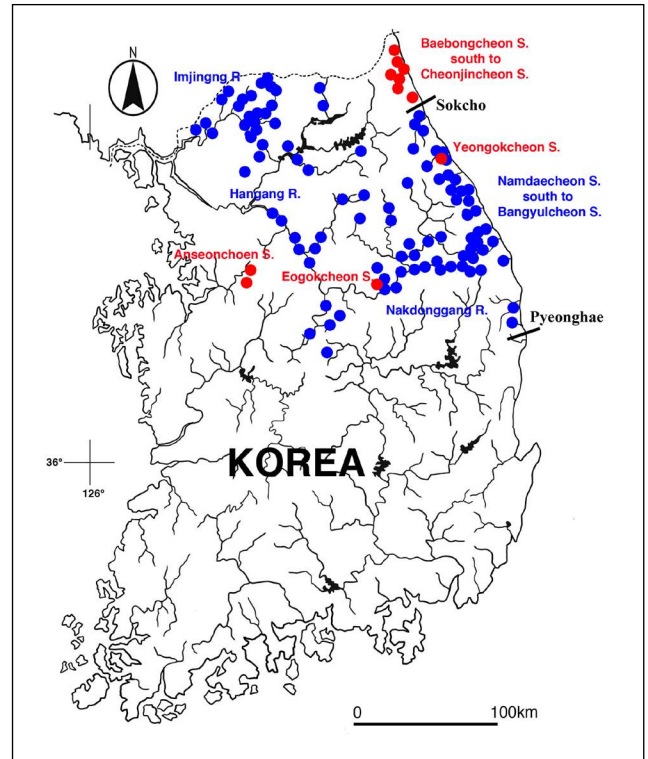 N
Baebongcheon S.
south to
Cheonjincheon S.
Imjingng R
Sokcho
Yeongokcheon S.
Hangang R.
Namdaecheon S.
south to
Bangyulcheon S.
Anseonchoen S.
Eogokcheon S.
Nakdonggang R.
Pyeonghae
KOREA
36°
126°
0 100km